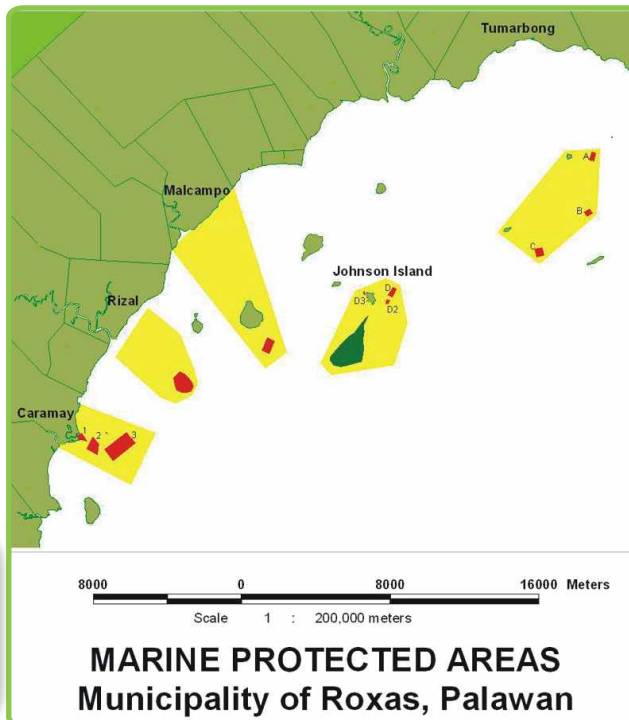 Tumarbong
A
Malcampo
B
C
Johnson Island
D
D3
D2
Rizal
Caramay
1
2
3
8000 0 8000 16000 Meters
Scale 1 : 200,000 meters
MARINE PROTECTED AREAS
Municipality of Roxas, Palawan